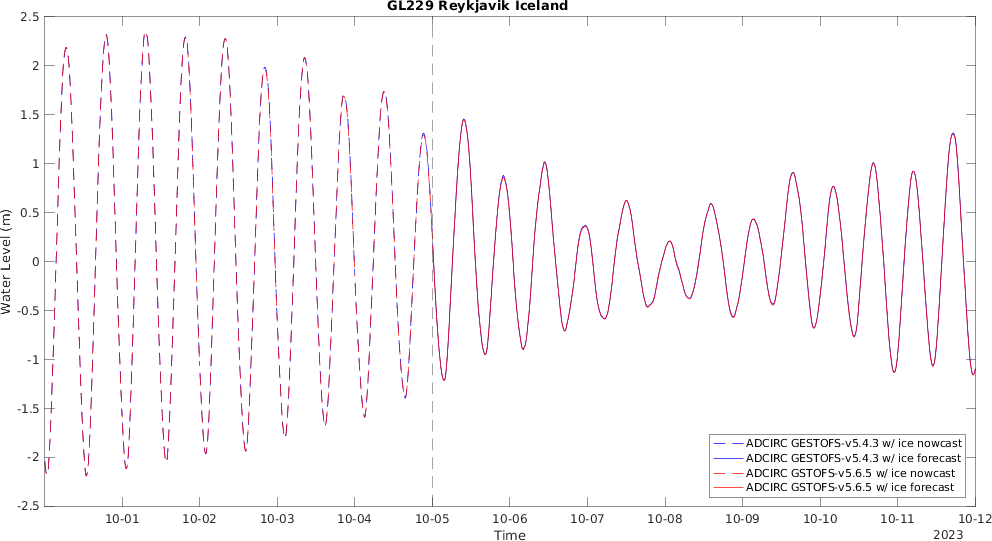 GL229 Reykjavik Iceland
2.5
2
1.5
1
0.5
0
-0.5
-1
-1.5
-2
-2.5
Water Level (m)
ADCIRC GESTOFS-v5.4.3 w/ ice nowcast
ADCIRC GESTOFS-v5.4.3 w/ ice forecast
ADCIRC GSTOFS-v5.6.5 w/ ice nowcast
ADCIRC GSTOFS-v5.6.5 w/ ice forecast
10-01 10-02 10-03 10-04 10-05 10-06 10-07 10-08 10-09 10-10 10-11 10-12
Time 2023